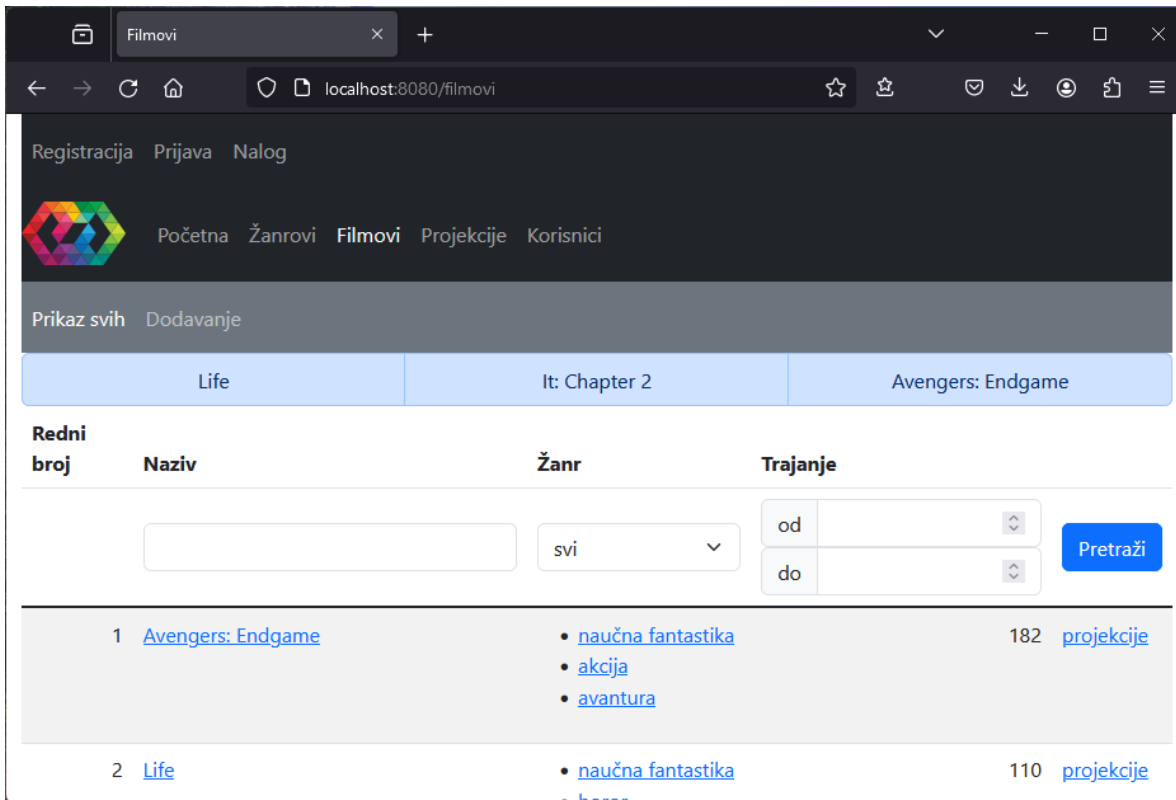 Filmovi
localhost:8080/filmovi
Registracija Prijava Nalog
Početna Žanrovi Filmovi Projekcije Korisnici
Prikaz svih Dodavanje
Life It: Chapter 2 Avengers: Endgame
Redni
broj Naziv Žanr Trajanje
od
svi Pretraži
do
1 Avengers: Endgame naučna fantastika 182 projekcije
akcija
avantura
2 Life naučna fantastika 110 projekcije